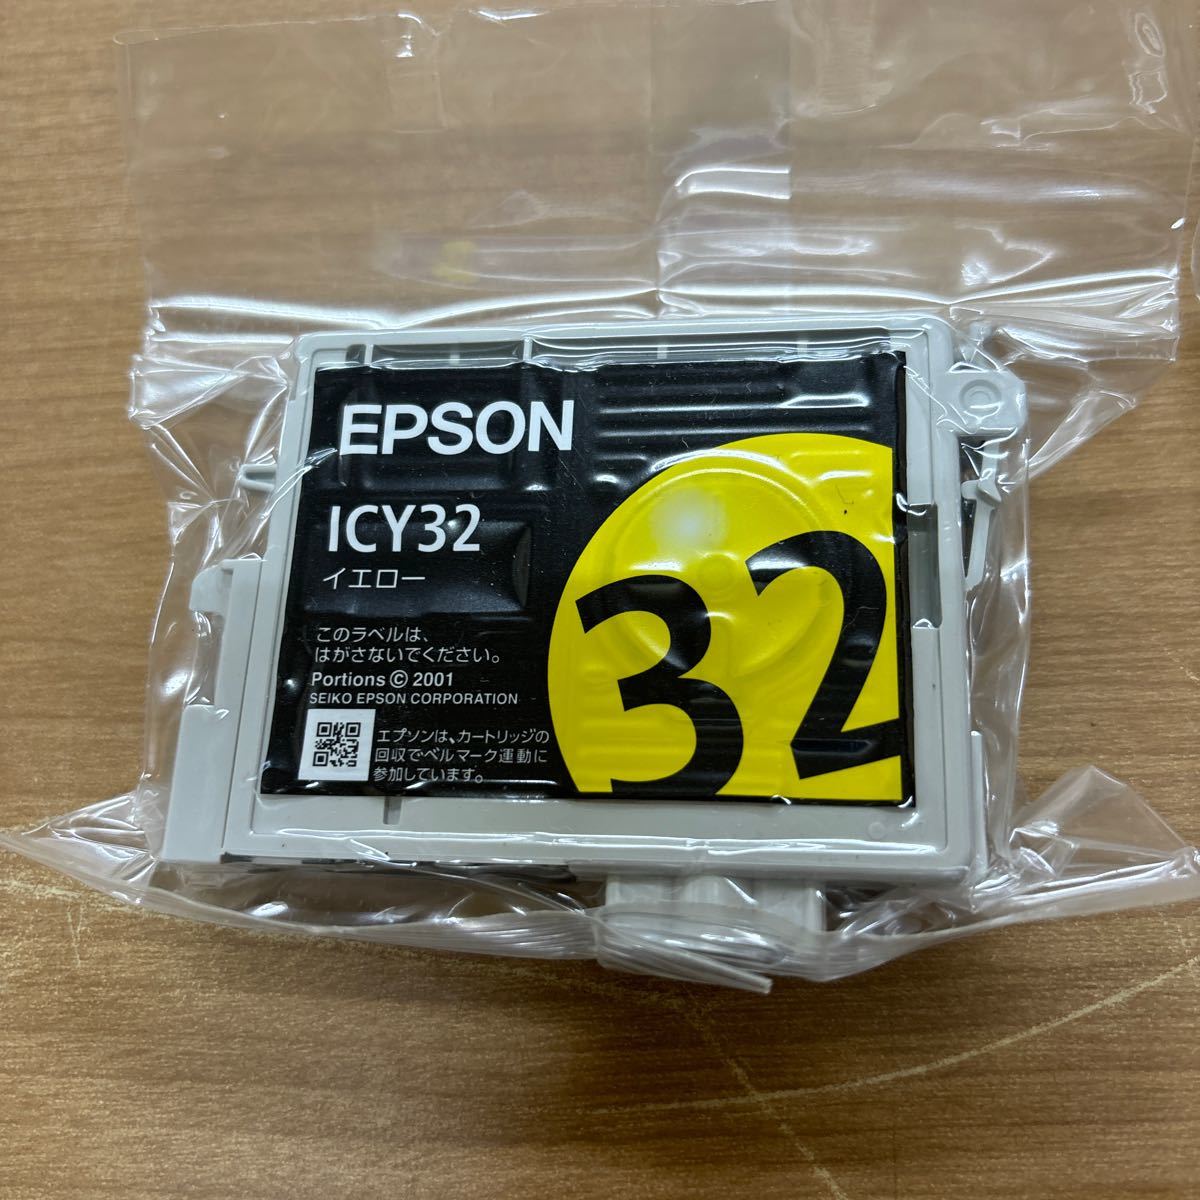 EPSON
ICY32
イエロー
32
このラベルは、
はがさないでください。
Portions © 2001
SEIKO EPSON CORPORATION
エプソンは、カートリッジの
回収でベルマーク運動に
参加しています。